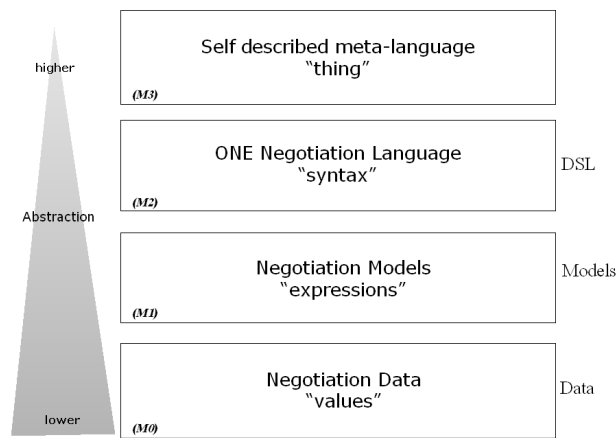 Self described meta-language
“thing”
higher
(M3)
ONE Negotiation Language
“syntax”
DSL
(M2)
Abstraction
Negotiation Models
“expressions”
Models
(M1)
Negotiation Data
“values”
Data
lower
(M0)